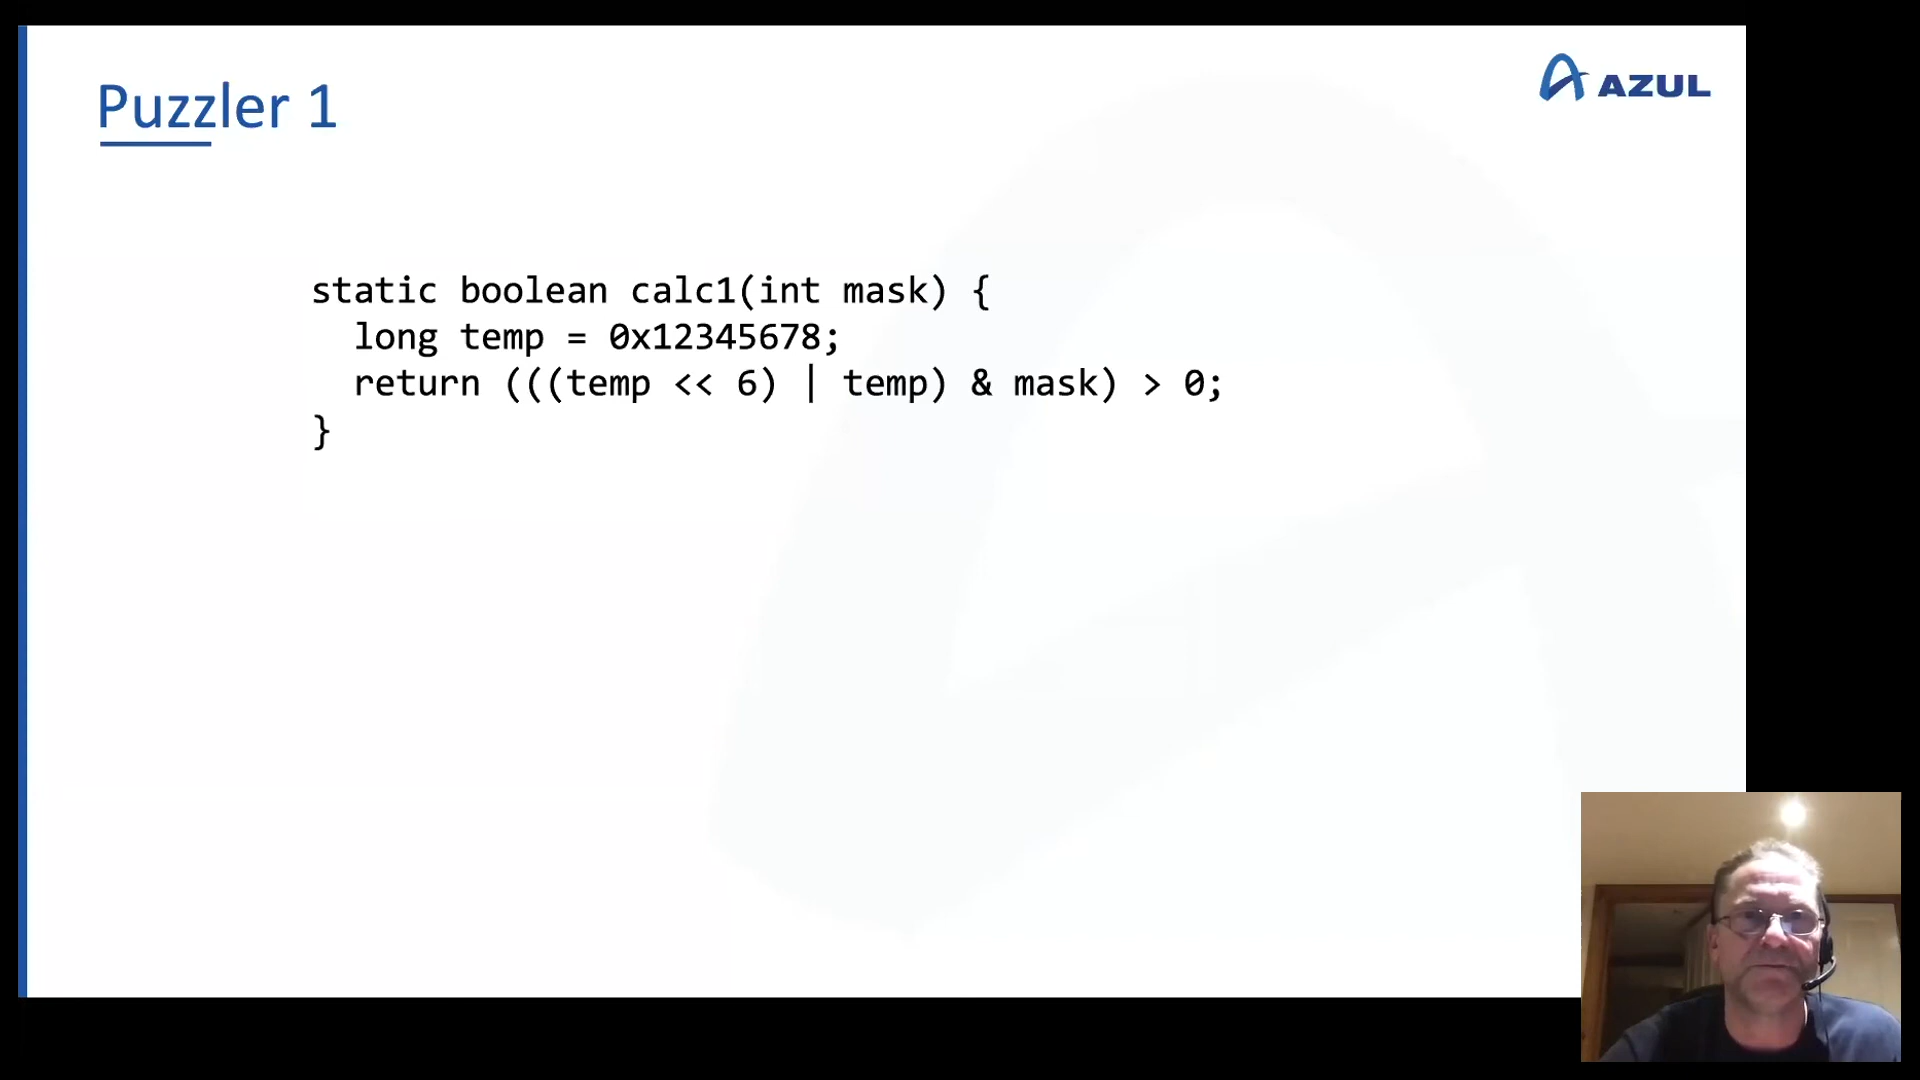 Puzzler 1
AZUL
static boolean calc1(int mask) {
  long temp = 0x12345678;
  return (((temp << 6) | temp) & mask) > 0;
}